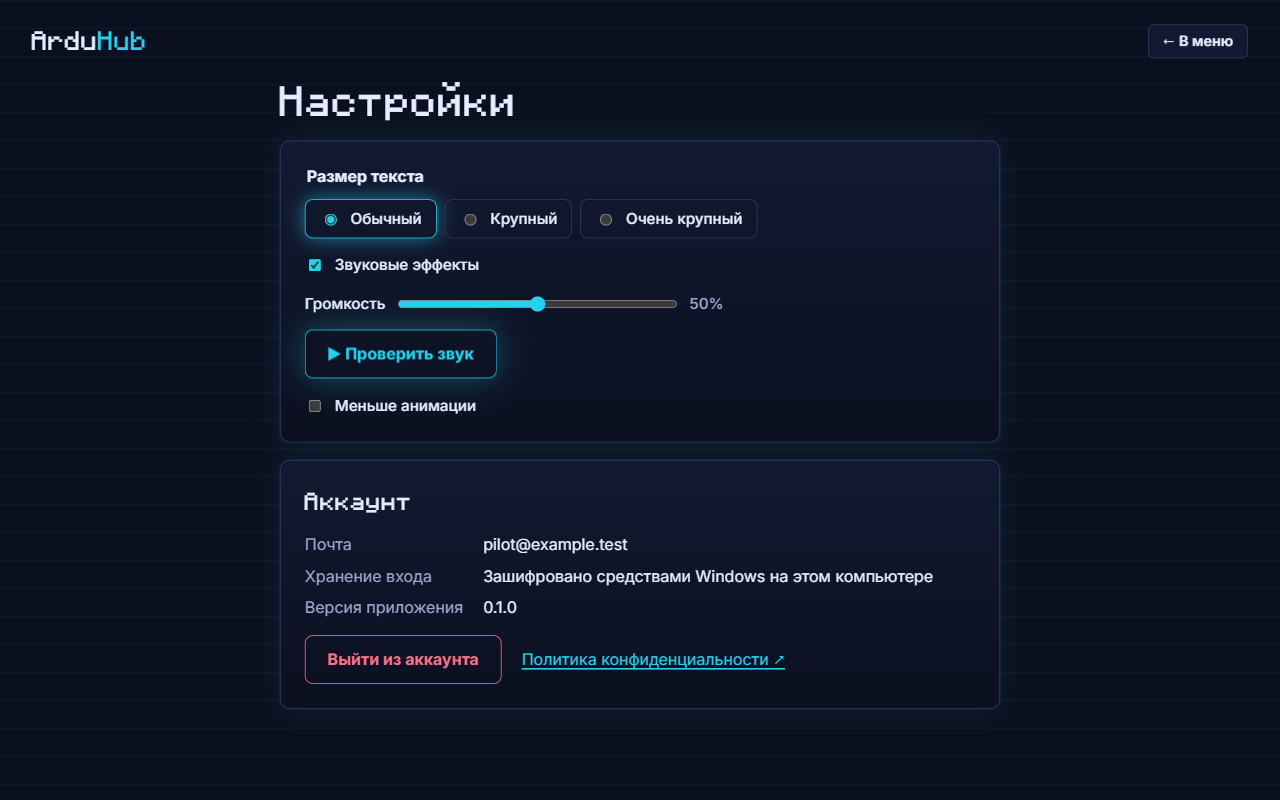 ArduHub
← В меню
Настройки
Размер текста
Обычный Крупный Очень крупный
Звуковые эффекты
Громкость 50%
▶ Проверить звук
Меньше анимации
Аккаунт
Почта pilot@example.test
Хранение входа Зашифровано средствами Windows на этом компьютере
Версия приложения 0.1.0
Выйти из аккаунта Политика конфиденциальности ↗